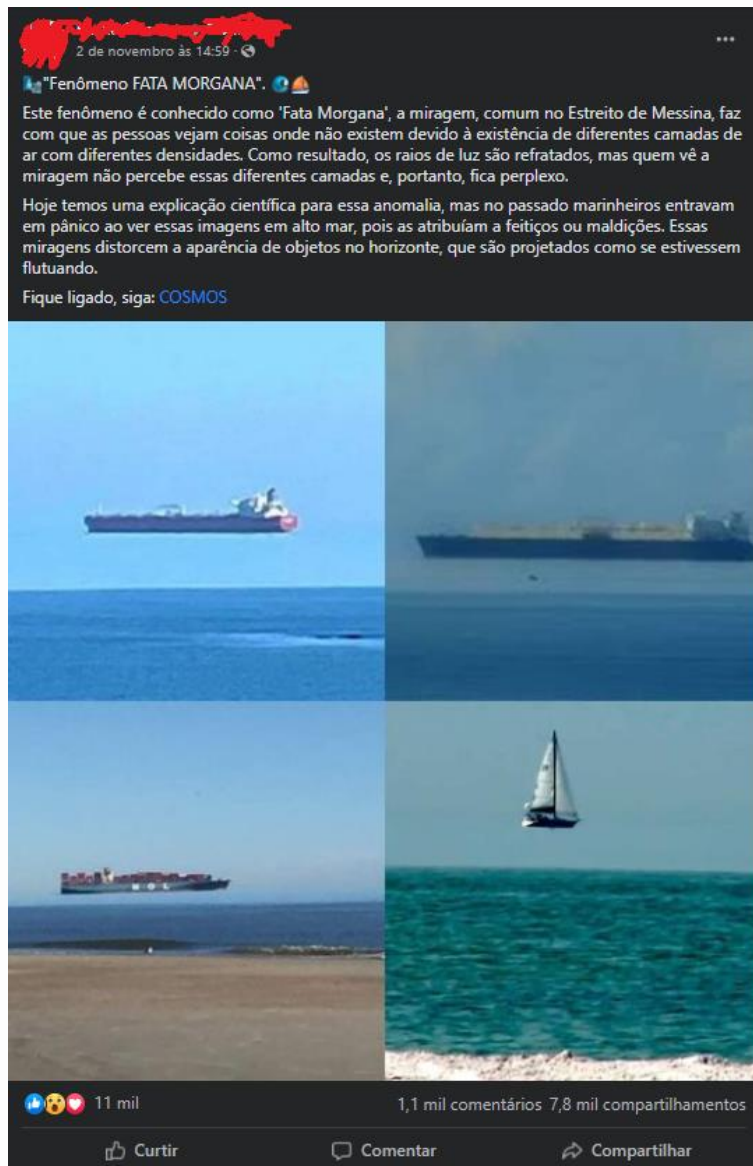 2 de novembro às 14:59 ·
"Fenômeno FATA MORGANA".
Este fenômeno é conhecido como 'Fata Morgana', a miragem, comum no Estreito de Messina, faz
com que as pessoas vejam coisas onde não existem devido à existência de diferentes camadas de
ar com diferentes densidades. Como resultado, os raios de luz são refratados, mas quem vê a
miragem não percebe essas diferentes camadas e, portanto, fica perplexo.
Hoje temos uma explicação científica para essa anomalia, mas no passado marinheiros entravam
em pânico ao ver essas imagens em alto mar, pois as atribuíam a feitiços ou maldições. Essas
miragens distorcem a aparência de objetos no horizonte, que são projetados como se estivessem
flutuando.
Fique ligado, siga: COSMOS
MOL
11 mil
1,1 mil comentários 7,8 mil compartilhamentos
Curtir
Comentar
Compartilhar